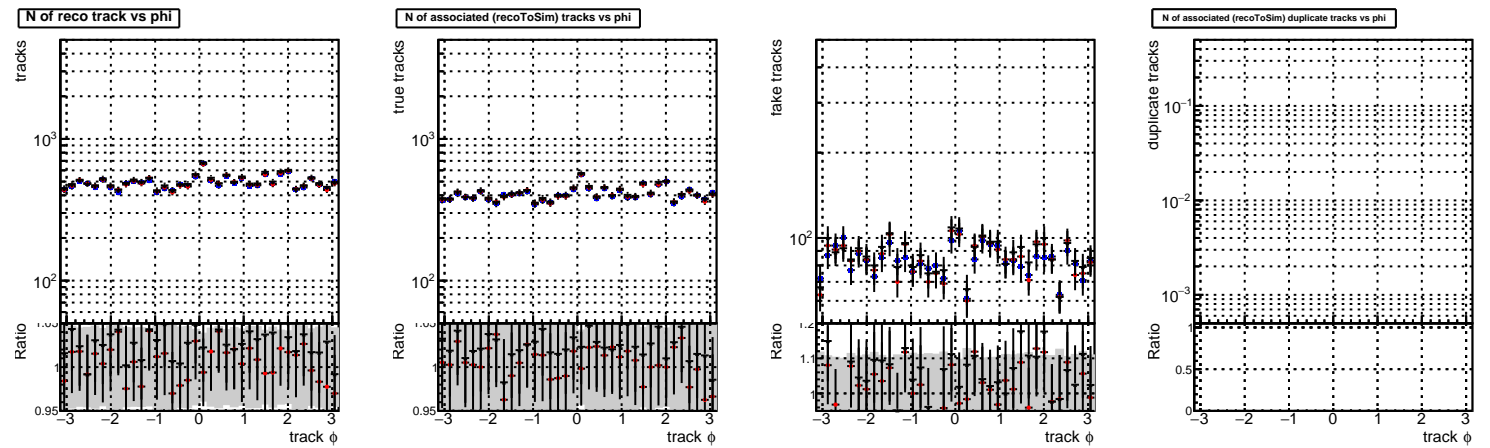 N of reco track vs phi
tracks
10³
10²
Ratio
1
0.95
−3 −2 −1 0 1 2 3
track ϕ
N of associated (recoToSim) tracks vs phi
true tracks
10³
10²
Ratio
1
0.95
−3 −2 −1 0 1 2 3
track ϕ
fake tracks
10²
Ratio
1.1
−3 −2 −1 0 1 2 3
track ϕ
N of associated (recoToSim) duplicate tracks vs phi
duplicate tracks
10⁻¹
10⁻²
10⁻³
Ratio
1
0.5
0
−3 −2 −1 0 1 2 3
track ϕ